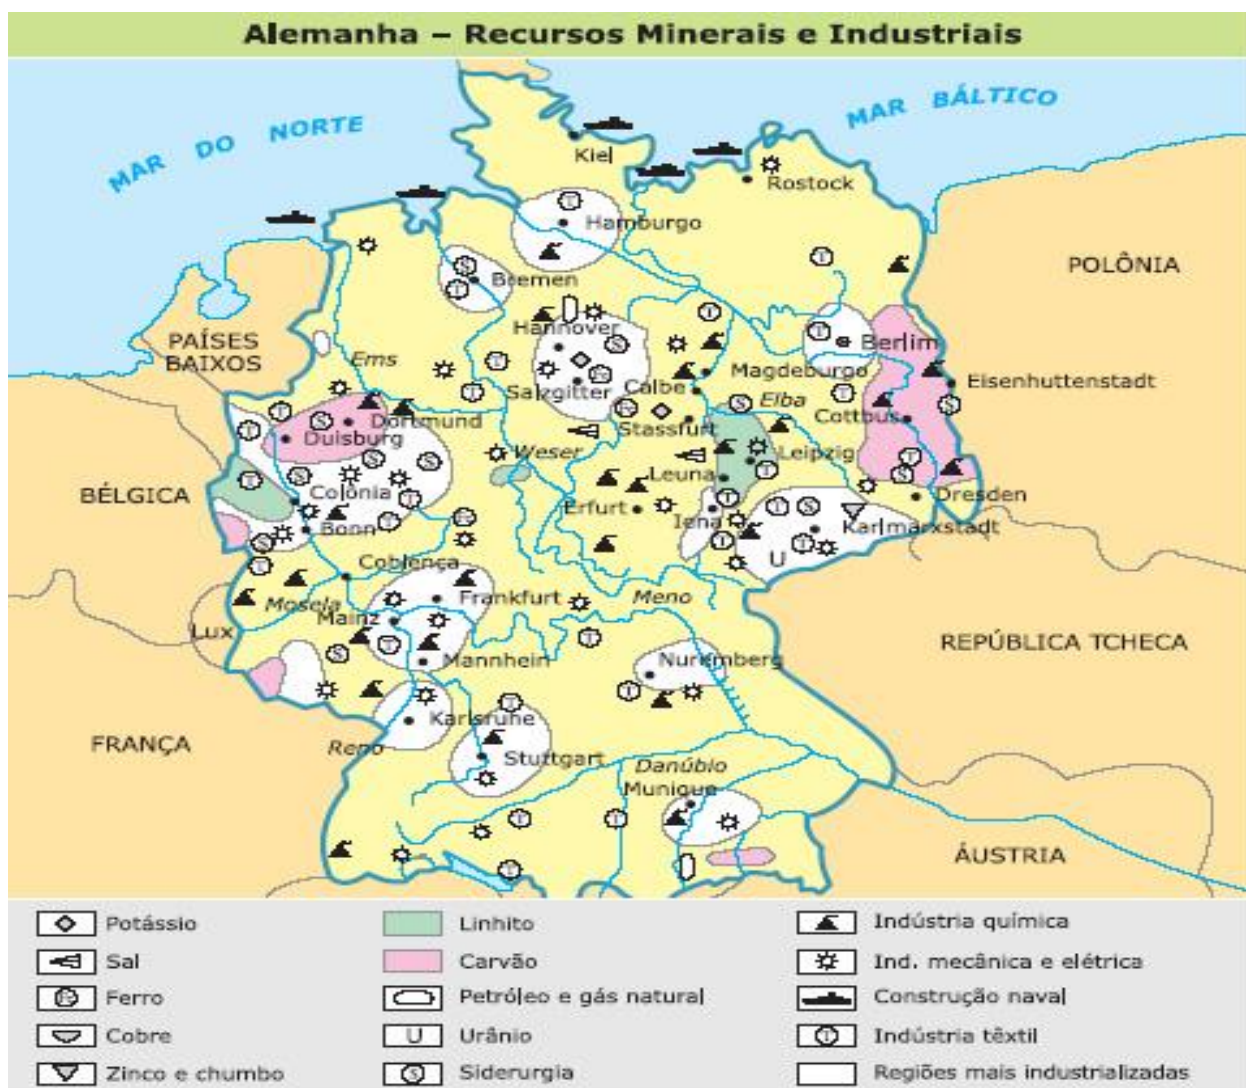 Alemanha – Recursos Minerais e Industriais
MAR DO NORTE
MAR BÁLTICO
Kiel
Rostock
Hamburgo
POLÔNIA
Bremen
PAÍSES
BAIXOS
Hannover
Berlim
Ems
Magdeburgo
Eisenhuttenstadt
Salzgitter
Calbe
Elba
Cottbus
Dortmund
Stassfurt
Duisburg
Weser
Leipzig
Leuna
BÉLGICA
Colônia
Dresden
Erfurt
Iena
Bonn
Karlmarxstadt
U
Coblença
Mosela
Frankfurt
Meno
Mainz
Lux
REPÚBLICA TCHECA
Mannhein
Nuremberg
Karlsruhe
FRANÇA
Reno
Stuttgart
Danúbio
Munique
ÁUSTRIA
Potássio
Sal
Ferro
Cobre
Zinco e chumbo
Linhito
Carvão
Petróleo e gás natural
U Urânio
S Siderurgia
Indústria química
Ind. mecânica e elétrica
Construção naval
T Indústria têxtil
Regiões mais industrializadas